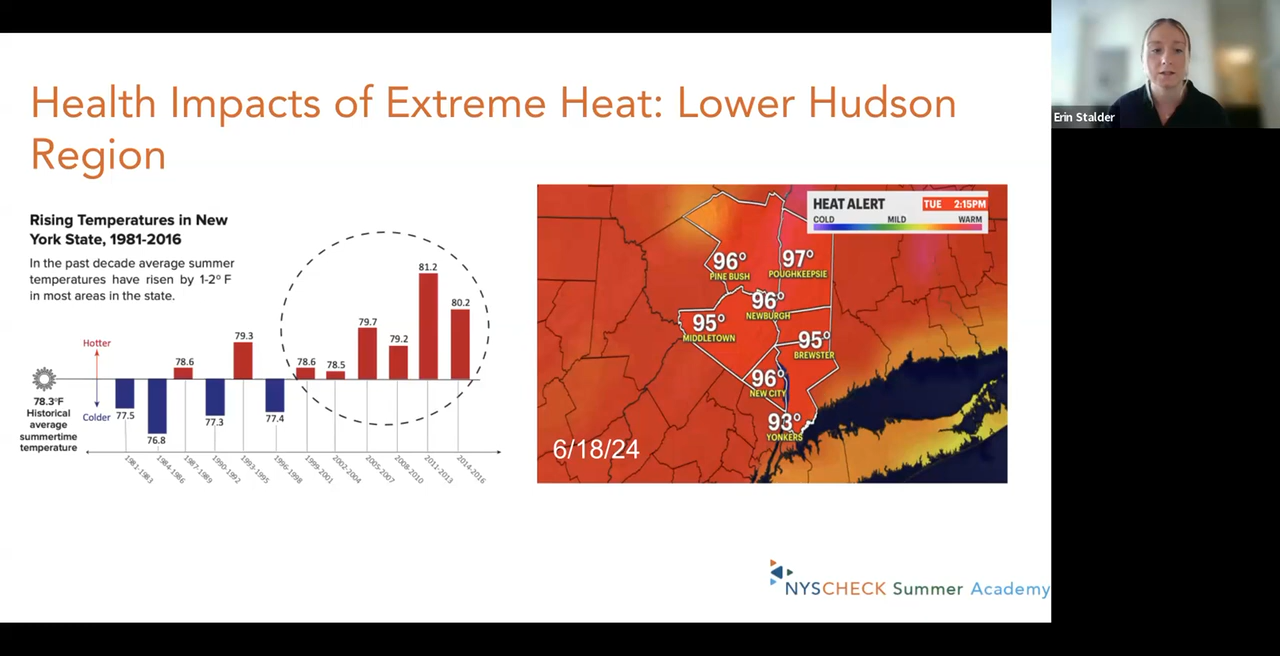 Health Impacts of Extreme Heat: Lower Hudson
Region
Rising Temperatures in New
York State, 1981-2016
In the past decade average summer
temperatures have risen by 1-2° F
in most areas in the state.
Hotter
Colder
78.3°F
Historical
average
summertime
temperature
77.5
76.8
78.6
77.3
79.3
77.4
78.6
78.5
79.7
79.2
81.2
80.2
1981-1983
1984-1986
1987-1989
1990-1992
1993-1995
1996-1998
1999-2001
2002-2004
2005-2007
2008-2010
2011-2013
2014-2016
HEAT ALERT TUE 2:15PM
COLD MILD WARM
96°
PINE BUSH
97°
POUGHKEEPSIE
96°
NEWBURGH
95°
MIDDLETOWN
95°
BREWSTER
96°
NEW CITY
93°
YONKERS
6/18/24
NYSCHECK Summer Academy
Erin Stalder